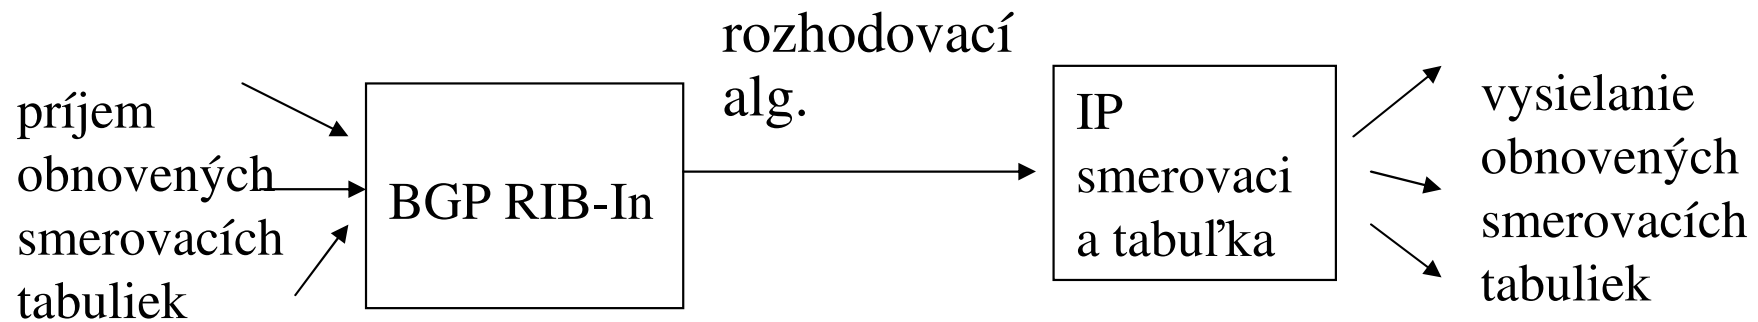 príjem
obnovených
smerovacích
tabuliek
BGP RIB-In
rozhodovací
alg.
IP
smerovaci
a tabuľka
vysielanie
obnovených
smerovacích
tabuliek